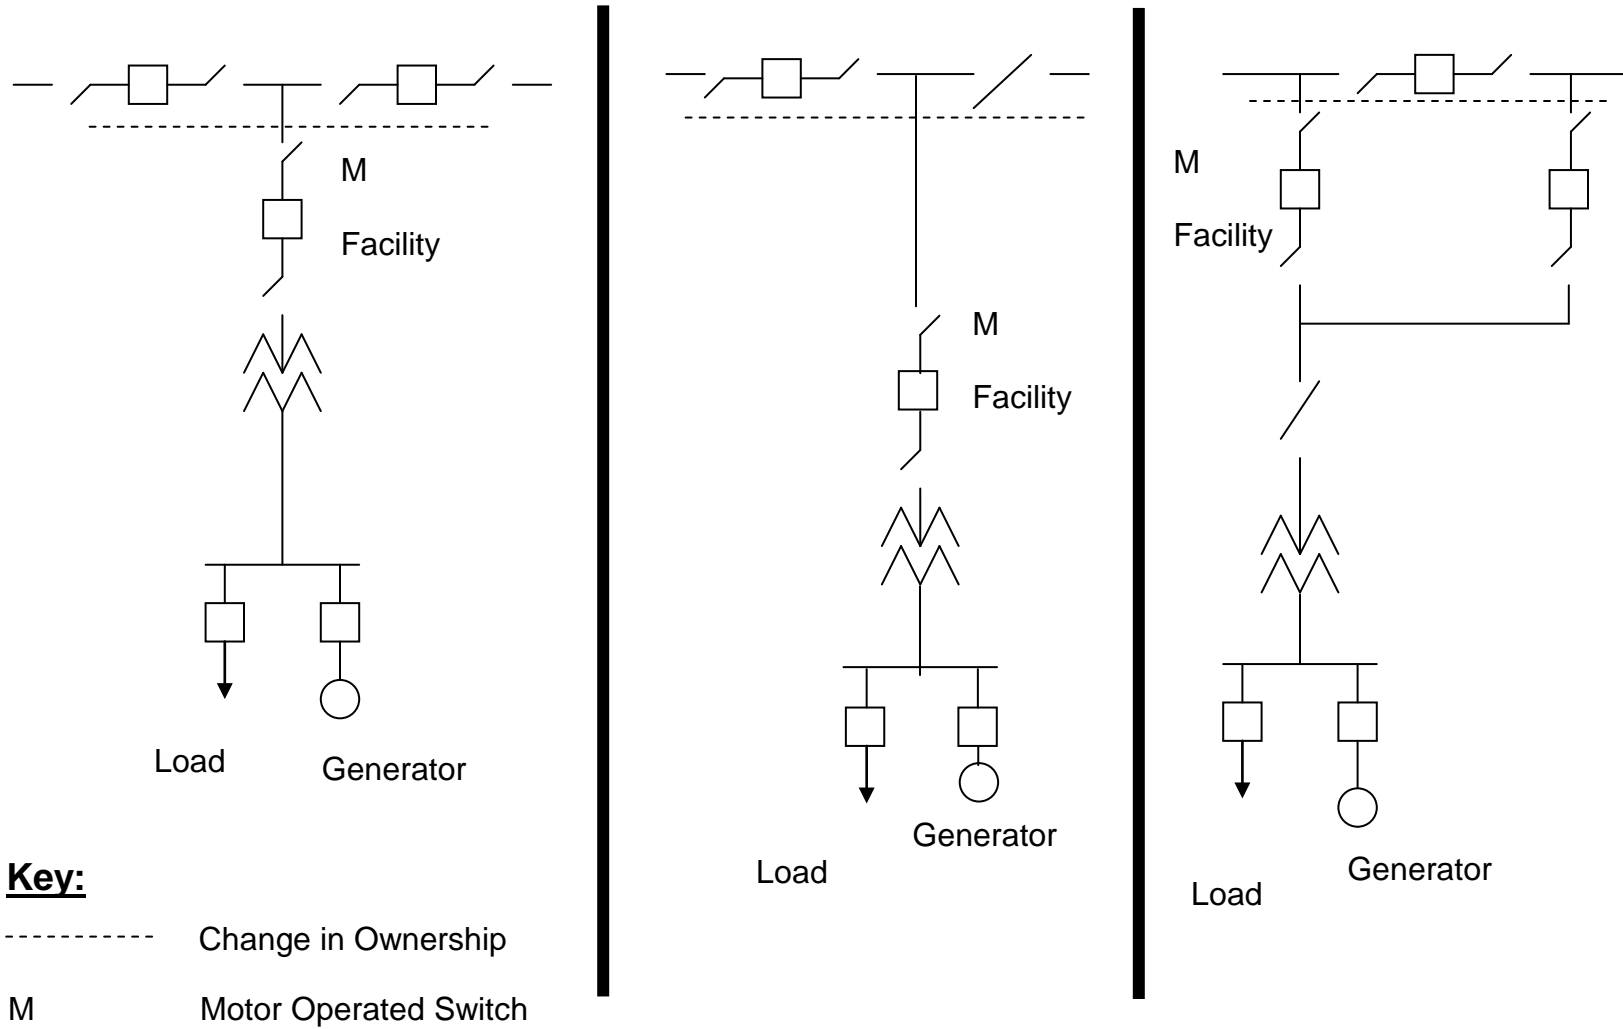 M
Facility
Load
Generator
M
Facility
Generator
Load
M
Facility
Generator
Load
Key:
Change in Ownership
M Motor Operated Switch